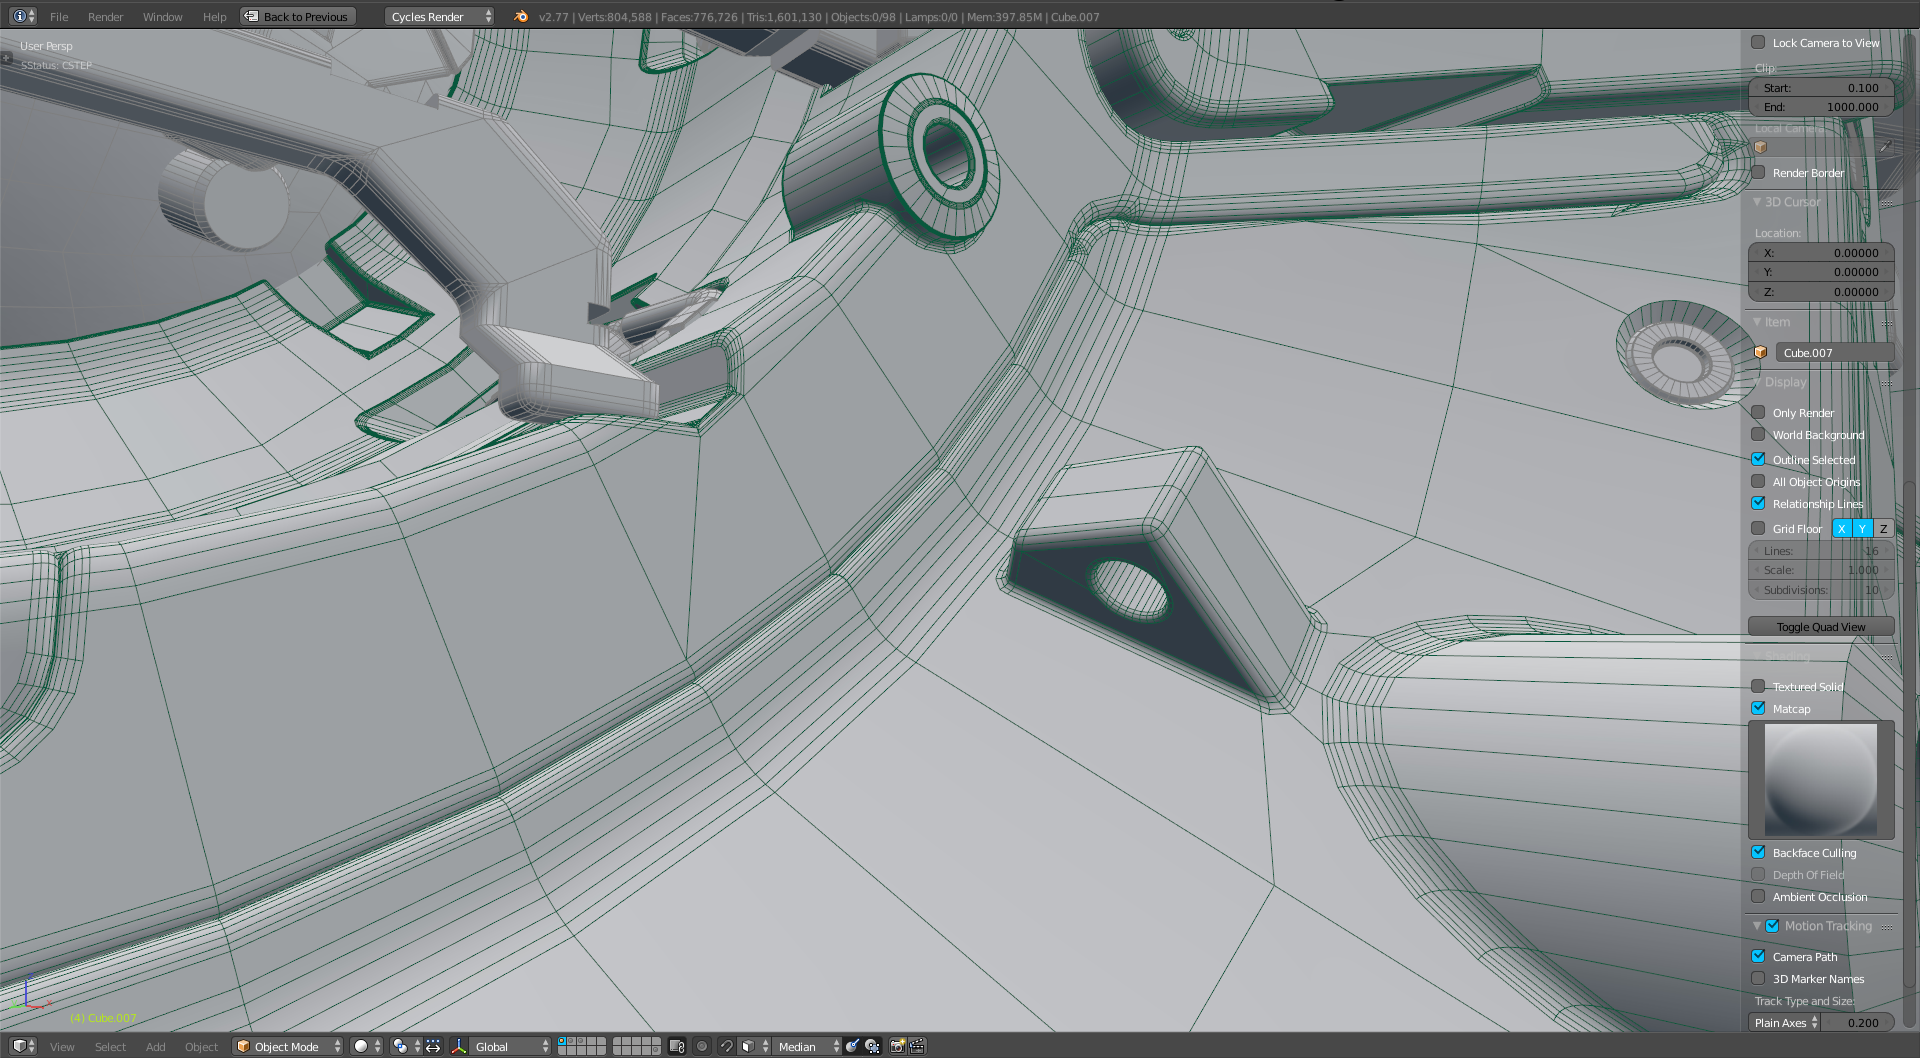 File Render Window Help Back to Previous Cycles Render v2.77 | Verts:804,588 | Faces:776,726 | Tris:1,601,130 | Objects:0/98 | Lamps:0/0 | Mem:397.85M | Cube.007
User Persp
SStatus: CSTEP
Lock Camera to View
Clip:
Start: 0.100
End: 1000.000
Local Camera:
Render Border
3D Cursor
Location:
X: 0.00000
Y: 0.00000
Z: 0.00000
Item
Cube.007
Display
Only Render
World Background
Outline Selected
All Object Origins
Relationship Lines
Grid Floor X Y Z
Lines: 16
Scale: 1.000
Subdivisions: 10
Toggle Quad View
Shading
Textured Solid
Matcap
Backface Culling
Depth Of Field
Ambient Occlusion
Motion Tracking
Camera Path
3D Marker Names
Track Type and Size:
Plain Axes 0.200
(4) Cube.007
View Select Add Object Object Mode Global Median